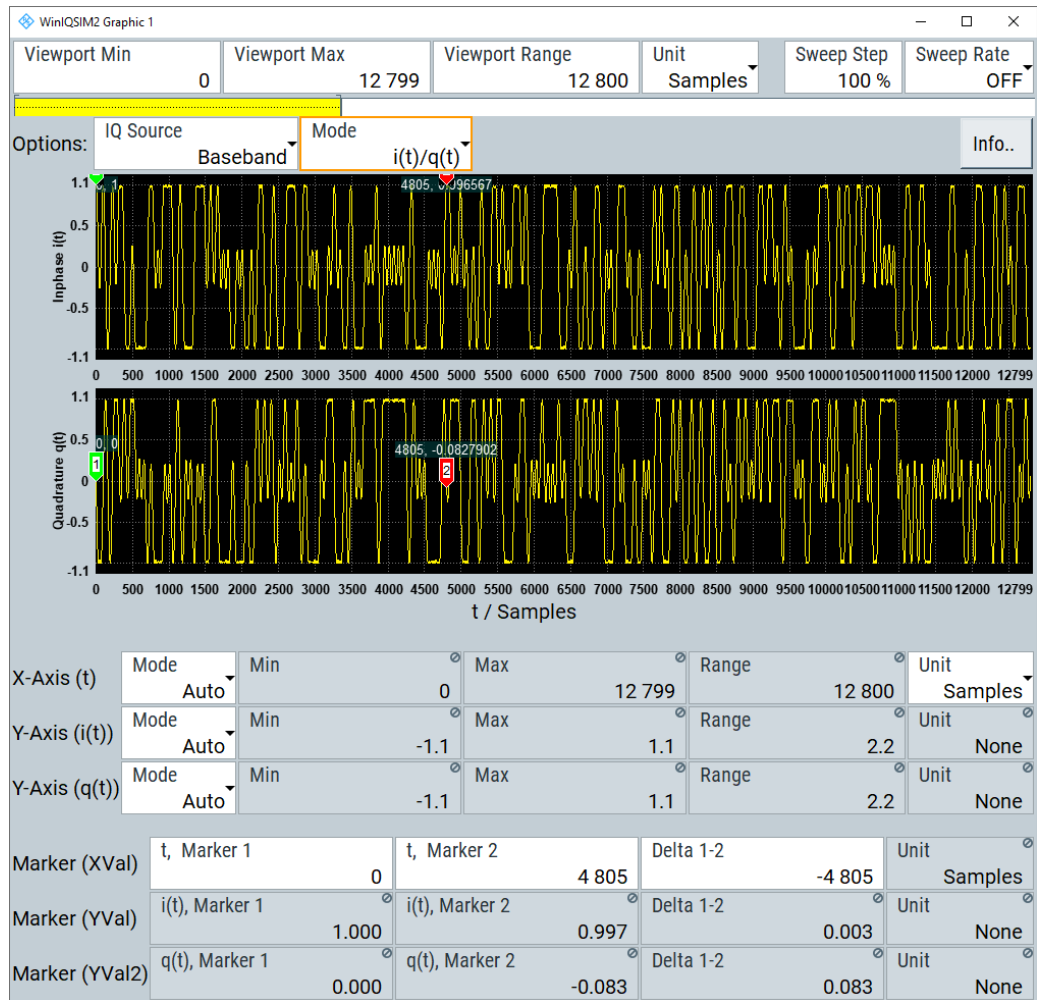 WinIQSIM2 Graphic 1
Viewport Min Viewport Max Viewport Range Unit Sweep Step Sweep Rate
0 12 799 12 800 Samples 100 % OFF
Options: IQ Source Mode Info..
Baseband i(t)/q(t)
1.1 0, 1 4805, 0.996567
0.5
Inphase i(t)
0
-0.5
-1.1
0 500 1000 1500 2000 2500 3000 3500 4000 4500 5000 5500 6000 6500 7000 7500 8000 8500 9000 9500 10000 10500 11000 11500 12000 12799
1.1
0.5 0, 0 4805, -0.0827902
Quadrature q(t)
1 2
0
-0.5
-1.1
0 500 1000 1500 2000 2500 3000 3500 4000 4500 5000 5500 6000 6500 7000 7500 8000 8500 9000 9500 10000 10500 11000 11500 12000 12799
t / Samples
X-Axis (t) Mode Min Max Range Unit
Auto 0 12 799 12 800 Samples
Y-Axis (i(t)) Mode Min Max Range Unit
Auto -1.1 1.1 2.2 None
Y-Axis (q(t)) Mode Min Max Range Unit
Auto -1.1 1.1 2.2 None
Marker (XVal) t, Marker 1 t, Marker 2 Delta 1-2 Unit
0 4 805 -4 805 Samples
Marker (YVal) i(t), Marker 1 i(t), Marker 2 Delta 1-2 Unit
1.000 0.997 0.003 None
Marker (YVal2) q(t), Marker 1 q(t), Marker 2 Delta 1-2 Unit
0.000 -0.083 0.083 None